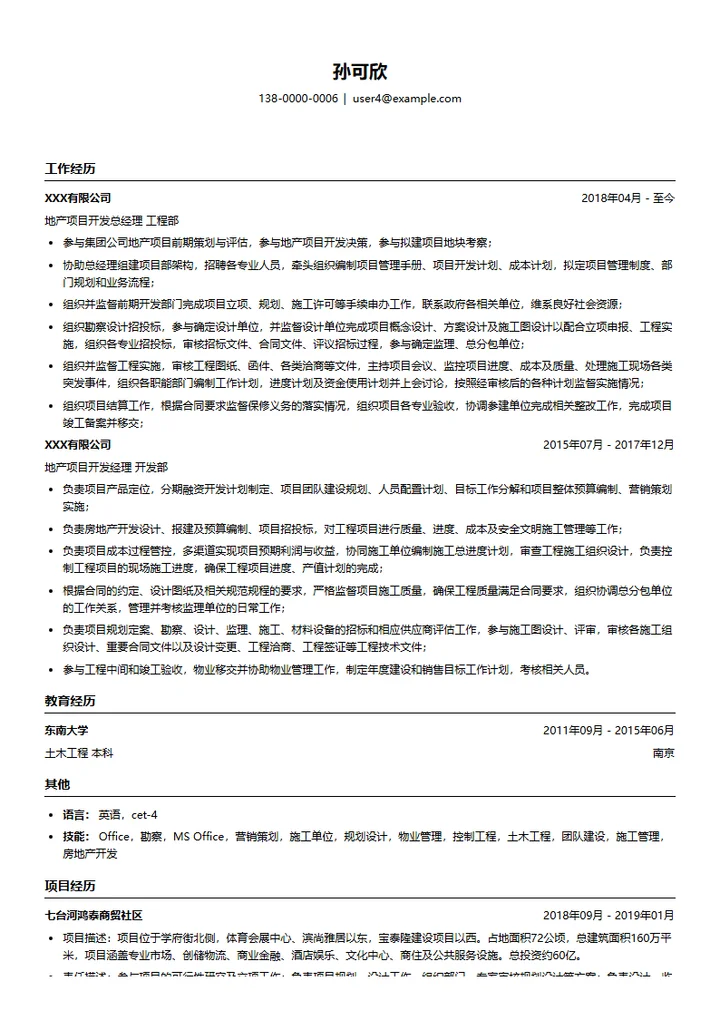 孙可欣
138-0000-0006 | user4@example.com
工作经历
XXX有限公司 2018年04月 - 至今
地产项目开发总经理 工程部
• 参与集团公司地产项目前期策划与评估，参与地产项目开发决策，参与拟建项目地块考察；
• 协助总经理组建项目部架构，招聘各专业人员，牵头组织编制项目管理手册、项目开发计划、成本计划，拟定项目管理制度、部
门规划和业务流程；
• 组织并监督前期开发部门完成项目立项、规划、施工许可等手续申办工作，联系政府各相关单位，维系良好社会资源；
• 组织勘察设计招投标，参与确定设计单位，并监督设计单位完成项目概念设计、方案设计及施工图设计以配合立项申报、工程实
施，组织各专业招投标，审核招标文件、合同文件、评议招标过程，参与确定监理、总分包单位；
• 组织并监督工程实施，审核工程图纸、函件、各类洽商等文件，主持项目会议、监控项目进度、成本及质量、处理施工现场各类
突发事件，组织各职能部门编制工作计划，进度计划及资金使用计划并上会讨论，按照经审核后的各种计划监督实施情况；
• 组织项目结算工作，根据合同要求监督保修义务的落实情况，组织项目各专业验收，协调参建单位完成相关整改工作，完成项目
竣工备案并移交；
XXX有限公司 2015年07月 - 2017年12月
地产项目开发经理 开发部
• 负责项目产品定位，分期融资开发计划制定、项目团队建设规划、人员配置计划、目标工作分解和项目整体预算编制、营销策划
实施；
• 负责房地产开发设计、报建及预算编制、项目招投标，对工程项目进行质量、进度、成本及安全文明施工管理等工作；
• 负责项目成本过程管控，多渠道实现项目预期利润与收益，协同施工单位编制施工总进度计划，审查工程施工组织设计，负责控
制工程项目的现场施工进度，确保工程项目进度、产值计划的完成；
• 根据合同的约定、设计图纸及相关规范规程的要求，严格监督项目施工质量，确保工程质量满足合同要求，组织协调总分包单位
的工作关系，管理并考核监理单位的日常工作；
• 负责项目规划定案、勘察、设计、监理、施工、材料设备的招标和相应供应商评估工作，参与施工图设计、评审，审核各施工组
织设计、重要合同文件以及设计变更、工程洽商、工程签证等工程技术文件；
• 参与工程中间和竣工验收，物业移交并协助物业管理工作，制定年度建设和销售目标工作计划，考核相关人员。
教育经历
东南大学 2011年09月 - 2015年06月
土木工程 本科 南京
其他
• 语言： 英语，cet-4
• 技能： Office，勘察，MS Office，营销策划，施工单位，规划设计，物业管理，控制工程，土木工程，团队建设，施工管理，
房地产开发
项目经历
七台河鸿泰商贸社区 2018年09月 - 2019年01月
• 项目描述：项目位于学府街北侧，体育会展中心、滨尚雅居以东，宝泰隆建设项目以西。占地面积72公顷，总建筑面积160万平
米，项目涵盖专业市场、创储物流、商业金融、酒店娱乐、文化中心、商住及公共服务设施。总投资约60亿。